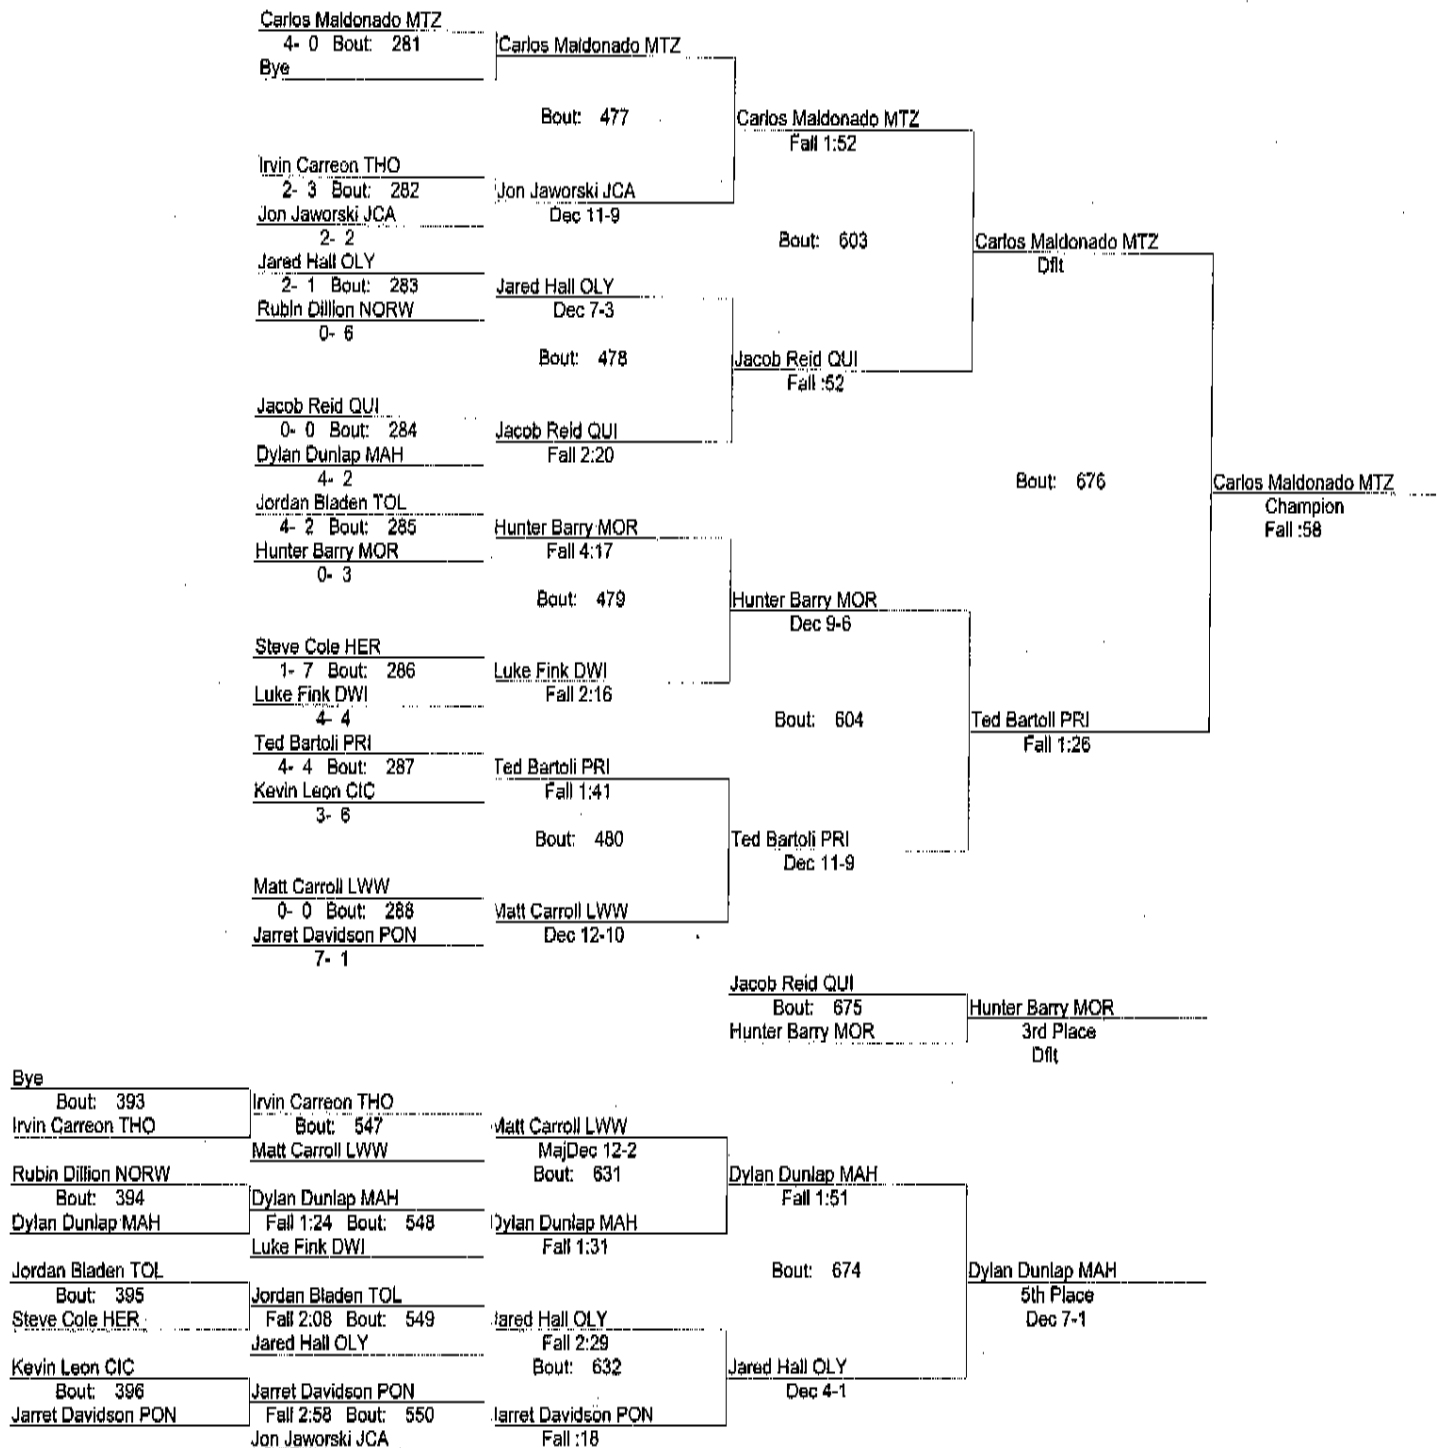 Carlos Maldonado MTZ
4- 0 Bout: 281
Bye
Carlos Maldonado MTZ
Bout: 477
Carlos Maldonado MTZ
Fall 1:52
Irvin Carreon THO
2- 3 Bout: 282
Jon Jaworski JCA
2- 2
Jon Jaworski JCA
Dec 11-9
Bout: 603
Carlos Maldonado MTZ
Dflt
Jared Hall OLY
2- 1 Bout: 283
Rubin Dillion NORW
0- 6
Jared Hall OLY
Dec 7-3
Bout: 478
Jacob Reid QUI
Fall :52
Jacob Reid QUI
0- 0 Bout: 284
Dylan Dunlap MAH
4- 2
Jacob Reid QUI
Fall 2:20
Bout: 676
Carlos Maldonado MTZ
Champion
Fall :58
Jordan Bladen TOL
4- 2 Bout: 285
Hunter Barry MOR
0- 3
Hunter Barry MOR
Fall 4:17
Bout: 479
Hunter Barry MOR
Dec 9-6
Steve Cole HER
1- 7 Bout: 286
Luke Fink DWI
4- 4
Luke Fink DWI
Fall 2:16
Bout: 604
Ted Bartoli PRI
Fall 1:26
Ted Bartoli PRI
4- 4 Bout: 287
Kevin Leon CIC
3- 6
Ted Bartoli PRI
Fall 1:41
Bout: 480
Ted Bartoli PRI
Dec 11-9
Matt Carroll LWW
0- 0 Bout: 288
Jarret Davidson PON
7- 1
Matt Carroll LWW
Dec 12-10
Jacob Reid QUI
Bout: 675
Hunter Barry MOR
Hunter Barry MOR
3rd Place
Dflt
Bye
Bout: 393
Irvin Carreon THO
Irvin Carreon THO
Bout: 547
Matt Carroll LWW
Matt Carroll LWW
MajDec 12-2
Bout: 631
Rubin Dillion NORW
Bout: 394
Dylan Dunlap MAH
Dylan Dunlap MAH
Fall 1:24 Bout: 548
Luke Fink DWI
Dylan Dunlap MAH
Fall 1:31
Dylan Dunlap MAH
Fall 1:51
Bout: 674
Dylan Dunlap MAH
5th Place
Dec 7-1
Jordan Bladen TOL
Bout: 395
Steve Cole HER
Jordan Bladen TOL
Fall 2:08 Bout: 549
Jared Hall OLY
Jared Hall OLY
Fall 2:29
Bout: 632
Jared Hall OLY
Dec 4-1
Kevin Leon CIC
Bout: 396
Jarret Davidson PON
Jarret Davidson PON
Fall 2:58 Bout: 550
Jon Jaworski JCA
Jarret Davidson PON
Fall :18